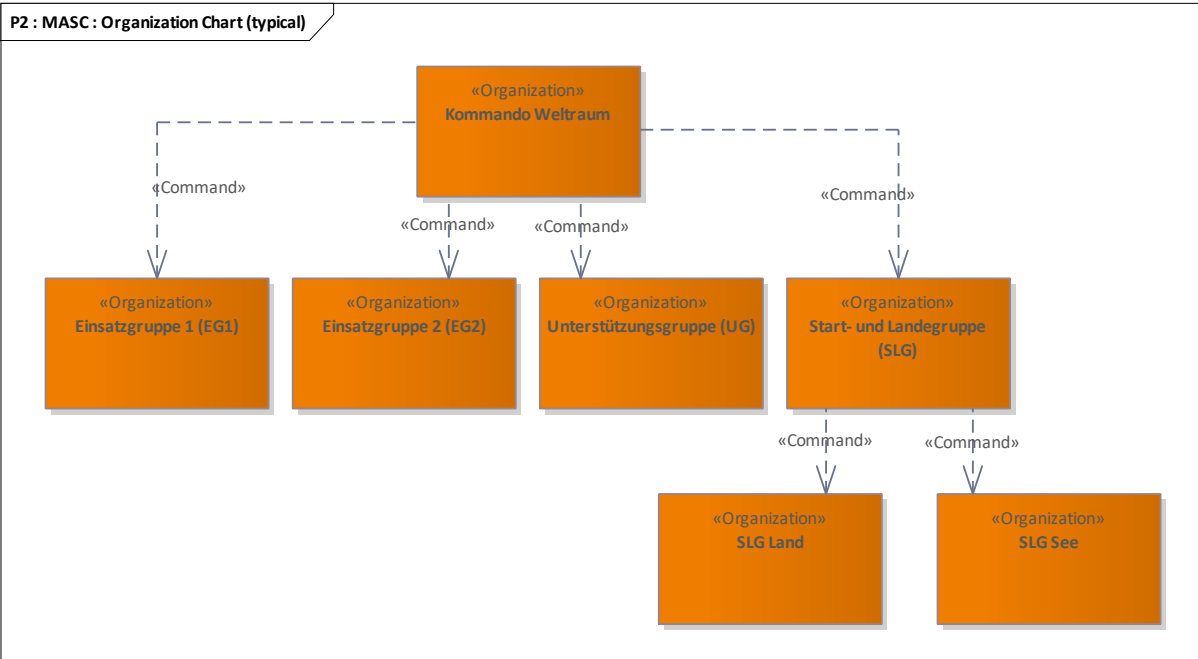 P2 : MASC : Organization Chart (typical)
«Organization»
Kommando Weltraum
«Command»
«Command»
«Command»
«Command»
«Organization»
Einsatzgruppe 1 (EG1)
«Organization»
Einsatzgruppe 2 (EG2)
«Organization»
Unterstützungsgruppe (UG)
«Organization»
Start- und Landegruppe
(SLG)
«Command»
«Command»
«Organization»
SLG Land
«Organization»
SLG See